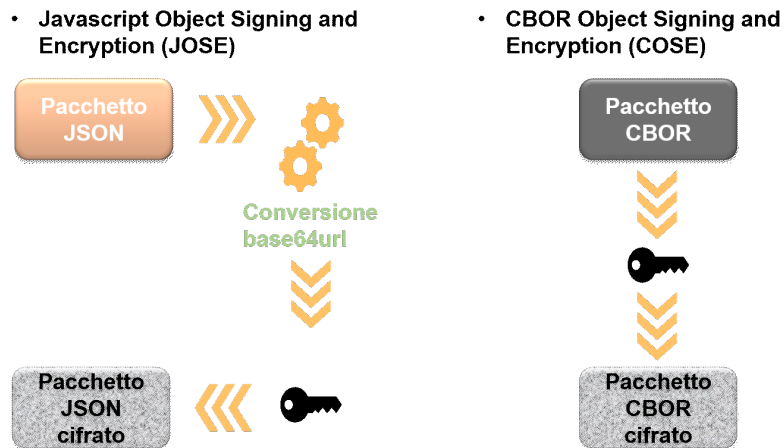 • Javascript Object Signing and
Encryption (JOSE)
• CBOR Object Signing and
Encryption (COSE)
Pacchetto
JSON
Conversione
base64url
Pacchetto
JSON
cifrato
Pacchetto
CBOR
Pacchetto
CBOR
cifrato